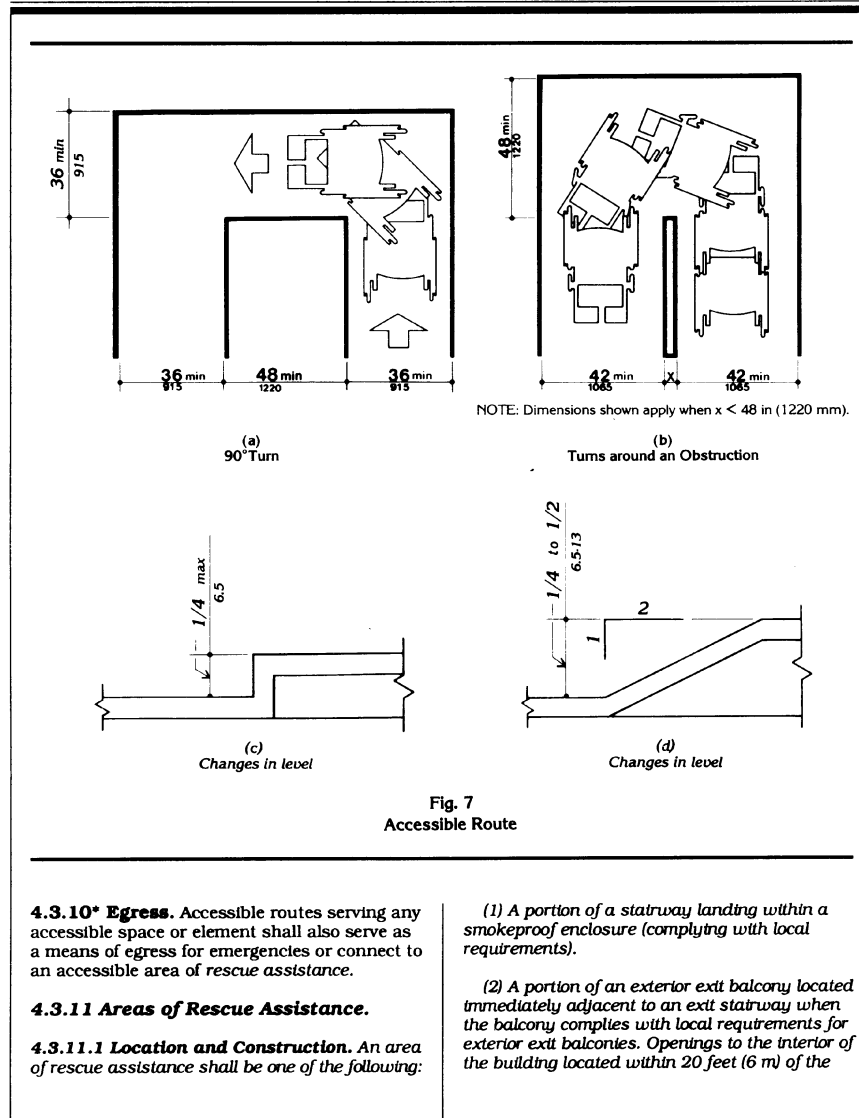 36 min
915
36 min
915
48 min
1220
36 min
915
(a)
90°Turn
48 min
1220
42 min
1065
x
42 min
1065
NOTE: Dimensions shown apply when x < 48 in (1220 mm).
(b)
Turns around an Obstruction
1/4 max
6.5
(c)
Changes in level
1/4 to 1/2
6.5-13
1
2
(d)
Changes in level
Fig. 7
Accessible Route
4.3.10* Egress. Accessible routes serving any
accessible space or element shall also serve as
a means of egress for emergencies or connect to
an accessible area of rescue assistance.
4.3.11 Areas of Rescue Assistance.
4.3.11.1 Location and Construction. An area
of rescue assistance shall be one of the following:
(1) A portion of a stairway landing within a
smokeproof enclosure (complying with local
requirements).
(2) A portion of an exterior exit balcony located
immediately adjacent to an exit stairway when
the balcony complies with local requirements for
exterior exit balconies. Openings to the interior of
the building located within 20 feet (6 m) of the